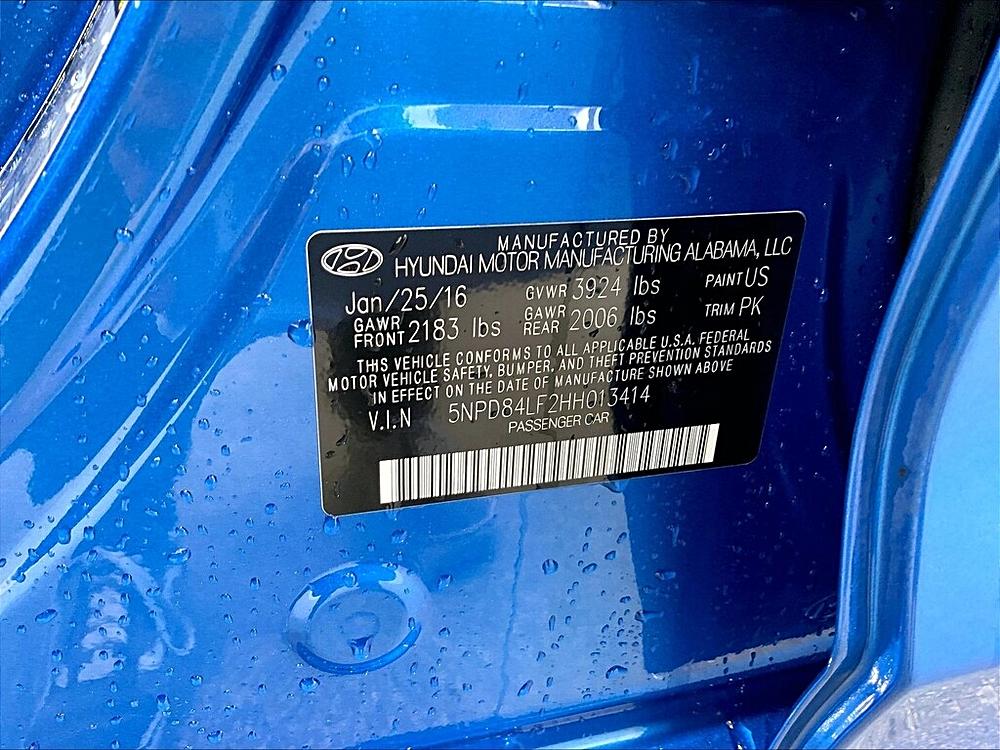 MANUFACTURED BY
HYUNDAI MOTOR MANUFACTURING ALABAMA, LLC
Jan/25/16 GVWR 3924 lbs PAINT US
GAWR FRONT 2183 lbs GAWR REAR 2006 lbs TRIM PK
THIS VEHICLE CONFORMS TO ALL APPLICABLE U.S.A. FEDERAL
MOTOR VEHICLE SAFETY, BUMPER, AND THEFT PREVENTION STANDARDS
IN EFFECT ON THE DATE OF MANUFACTURE SHOWN ABOVE
V.I.N 5NPD84LF2HH013414
PASSENGER CAR